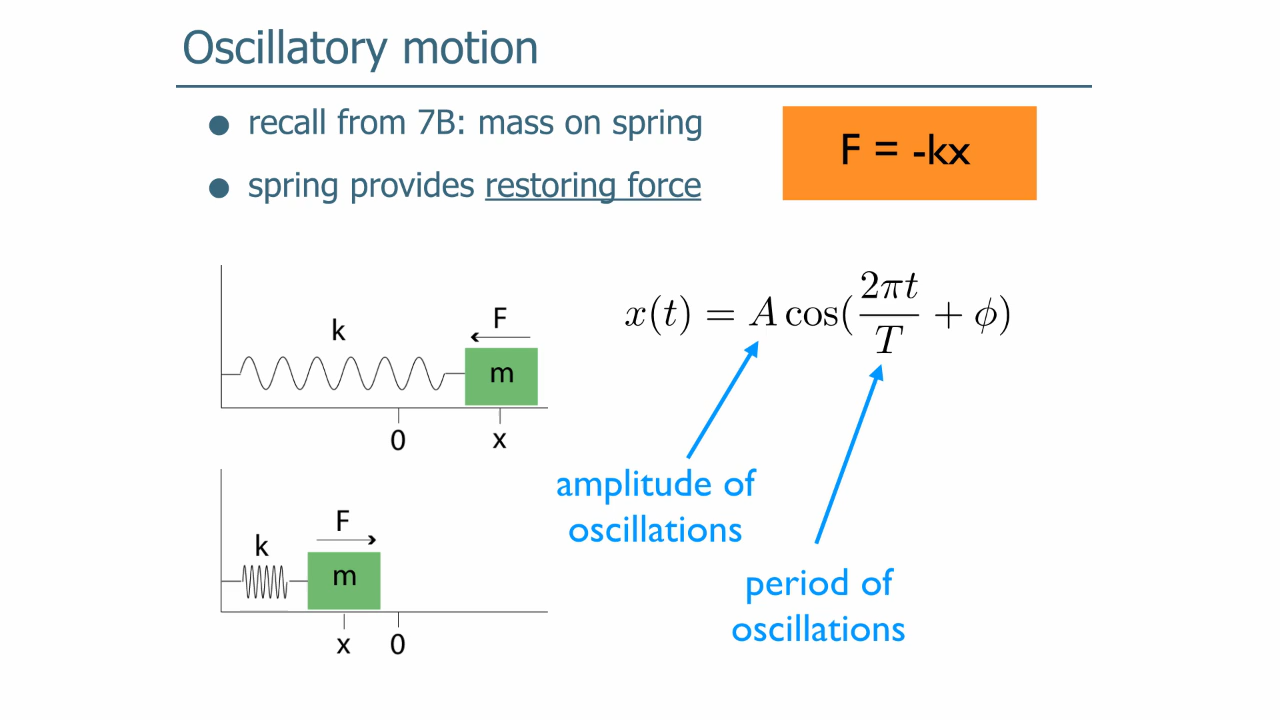 Oscillatory motion
● recall from 7B: mass on spring
● spring provides restoring force
F = -kx
x(t) = A cos(2πt/T + ϕ)
amplitude of
oscillations
period of
oscillations
k
F
m
0
x
k
F
m
x
0